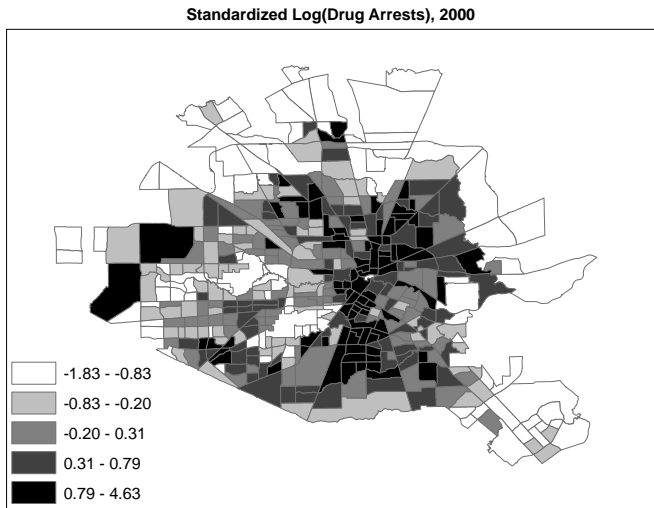 Standardized Log(Drug Arrests), 2000
-1.83 - -0.83
-0.83 - -0.20
-0.20 - 0.31
0.31 - 0.79
0.79 - 4.63